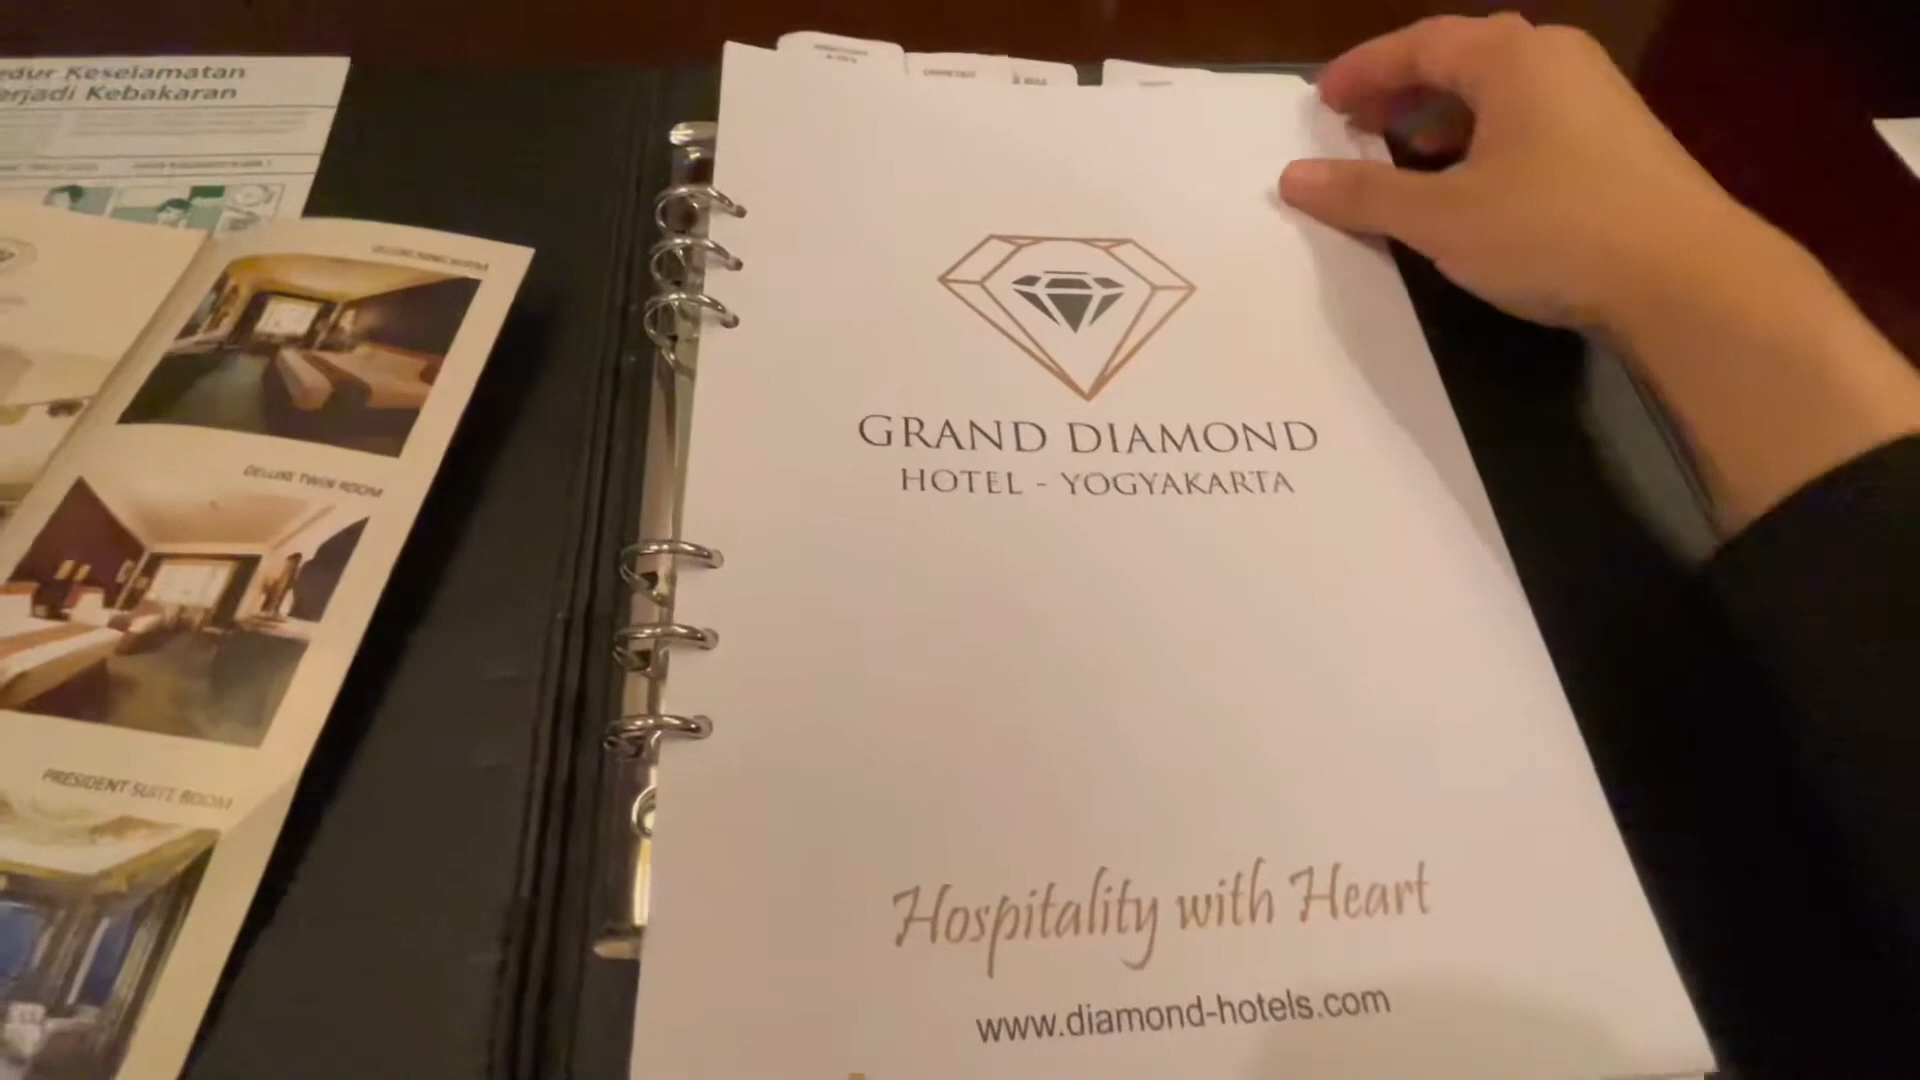 edur Keselamatan
erjadi Kebakaran
DELUXE TWIN ROOM
PRESIDENT SUITE ROOM
GRAND DIAMOND
HOTEL - YOGYAKARTA
Hospitality with Heart
www.diamond-hotels.com